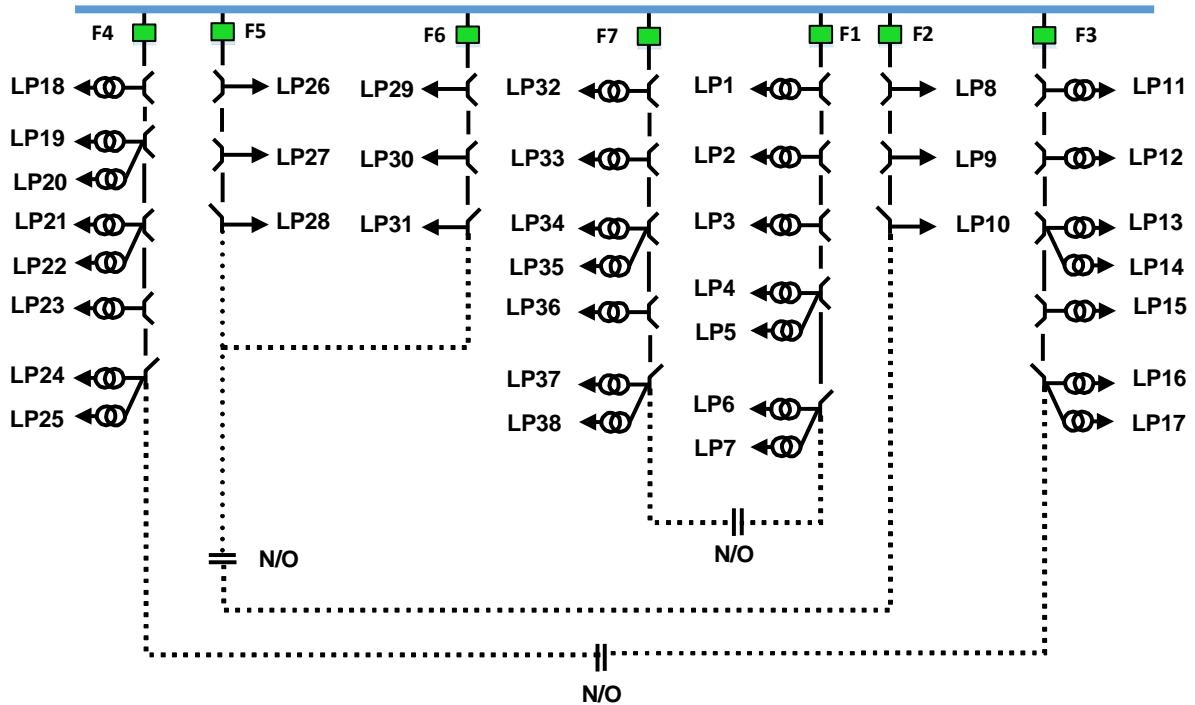 F4 F5 F6 F7 F1 F2 F3
LP18 LP26 LP29 LP32 LP1 LP8 LP11
LP19 LP27 LP30 LP33 LP2 LP9 LP12
LP20
LP21 LP28 LP31 LP34 LP3 LP10 LP13
LP22 LP35 LP14
LP23 LP36 LP4 LP15
LP5
LP24 LP37 LP6 LP16
LP25 LP38 LP7 LP17
N/O N/O
N/O